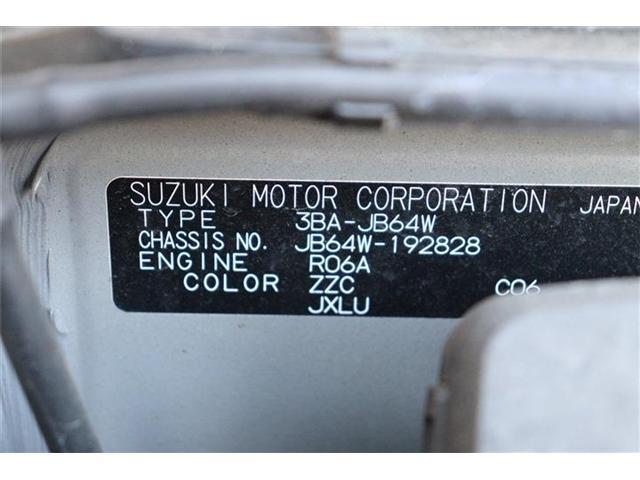 SUZUKI MOTOR CORPORATION JAPAN
TYPE 3BA-JB64W
CHASSIS NO. JB64W-192828
ENGINE R06A
COLOR ZZC C06
JXLU